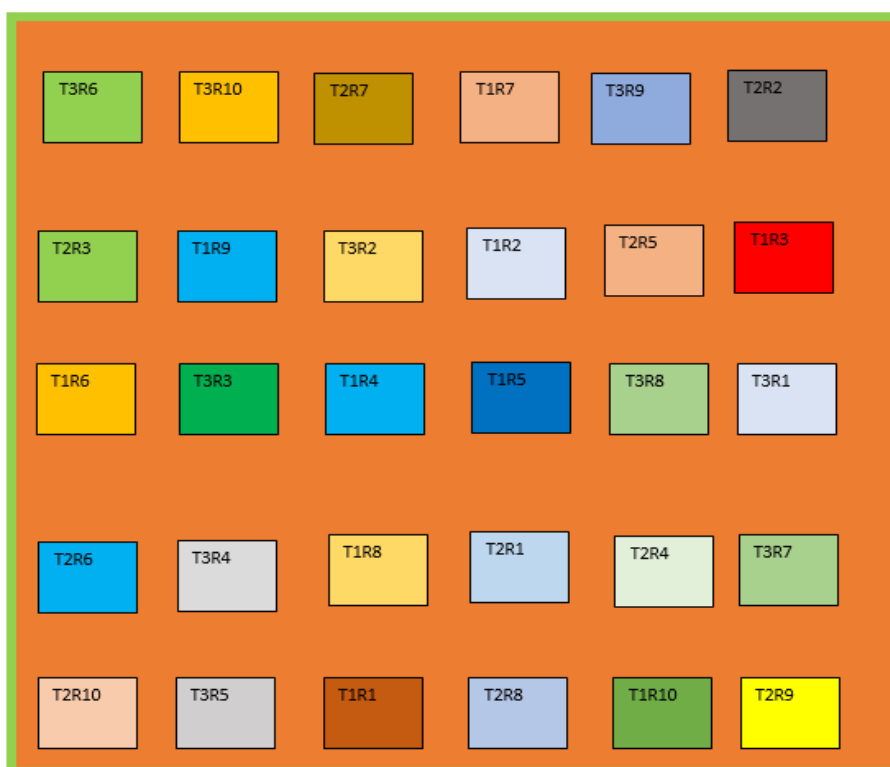 T3R6 T3R10 T2R7 T1R7 T3R9 T2R2
T2R3 T1R9 T3R2 T1R2 T2R5 T1R3
T1R6 T3R3 T1R4 T1R5 T3R8 T3R1
T2R6 T3R4 T1R8 T2R1 T2R4 T3R7
T2R10 T3R5 T1R1 T2R8 T1R10 T2R9